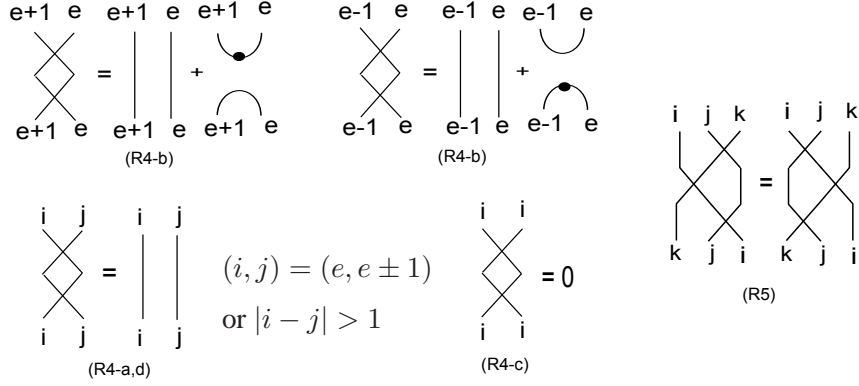 e+1 e e+1 e e+1 e
= +
e+1 e e+1 e e+1 e
(R4-b)
e-1 e e-1 e e-1 e
= +
e-1 e e-1 e e-1 e
(R4-b)
i j k i j k
=
k j i k j i
(R5)
i j i j
=
i j i j
(R4-a,d)
(i, j) = (e, e ± 1)
or |i − j| > 1
i i
= 0
i i
(R4-c)